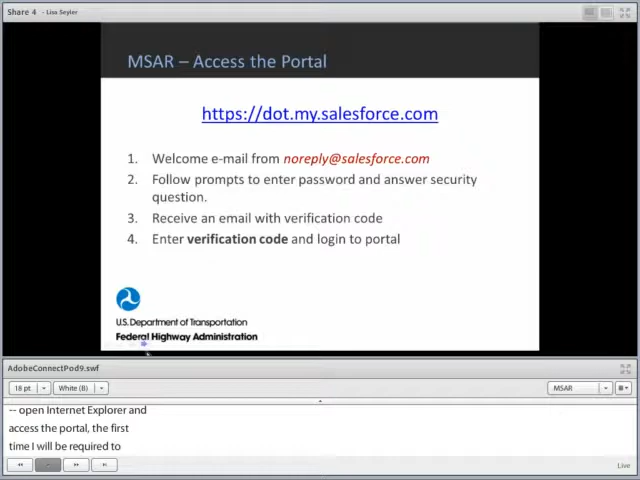 Share 4 - Lisa Seyler
MSAR – Access the Portal
https://dot.my.salesforce.com
1. Welcome e-mail from noreply@salesforce.com
2. Follow prompts to enter password and answer security
question.
3. Receive an email with verification code
4. Enter verification code and login to portal
U.S. Department of Transportation
Federal Highway Administration
AdobeConnectPod9.swf
18 pt White (B) MSAR
-- open Internet Explorer and
access the portal, the first
time I will be required to
Live